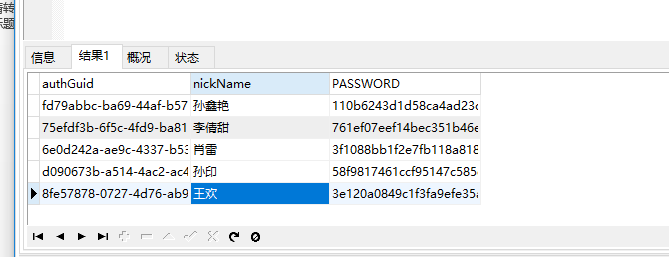 信息 结果1 概况 状态
authGuid nickName PASSWORD
fd79abbc-ba69-44af-b57 孙鑫艳 110b6243d1d58ca4ad23c
75efdf3b-6f5c-4fd9-ba81 李倩甜 761ef07eef14bec351b46e
6e0d242a-ae9c-4337-b53 肖雷 3f1088bb1f2e7fb118a818
d090673b-a514-4ac2-ac4 孙印 58f9817461ccf95147c585
8fe57878-0727-4d76-ab9 王欢 3e120a0849c1f3fa9efe35a